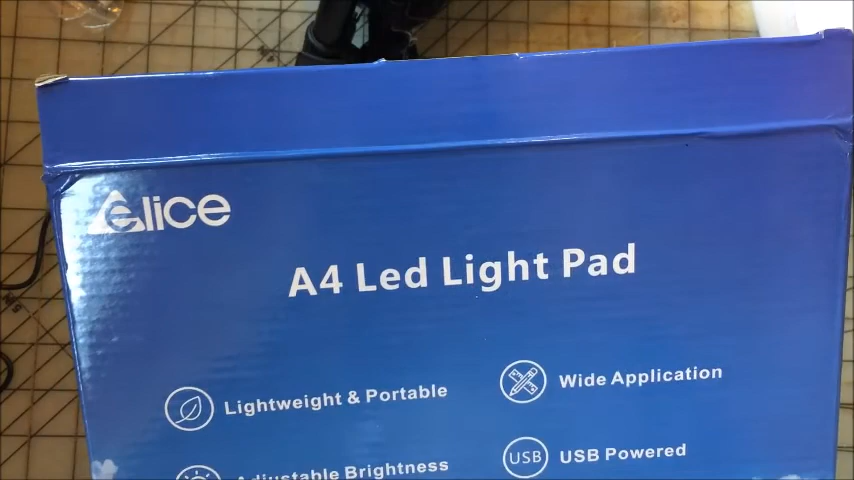 elice
A4 Led Light Pad
Lightweight & Portable
Wide Application
Adjustable Brightness
USB
USB Powered